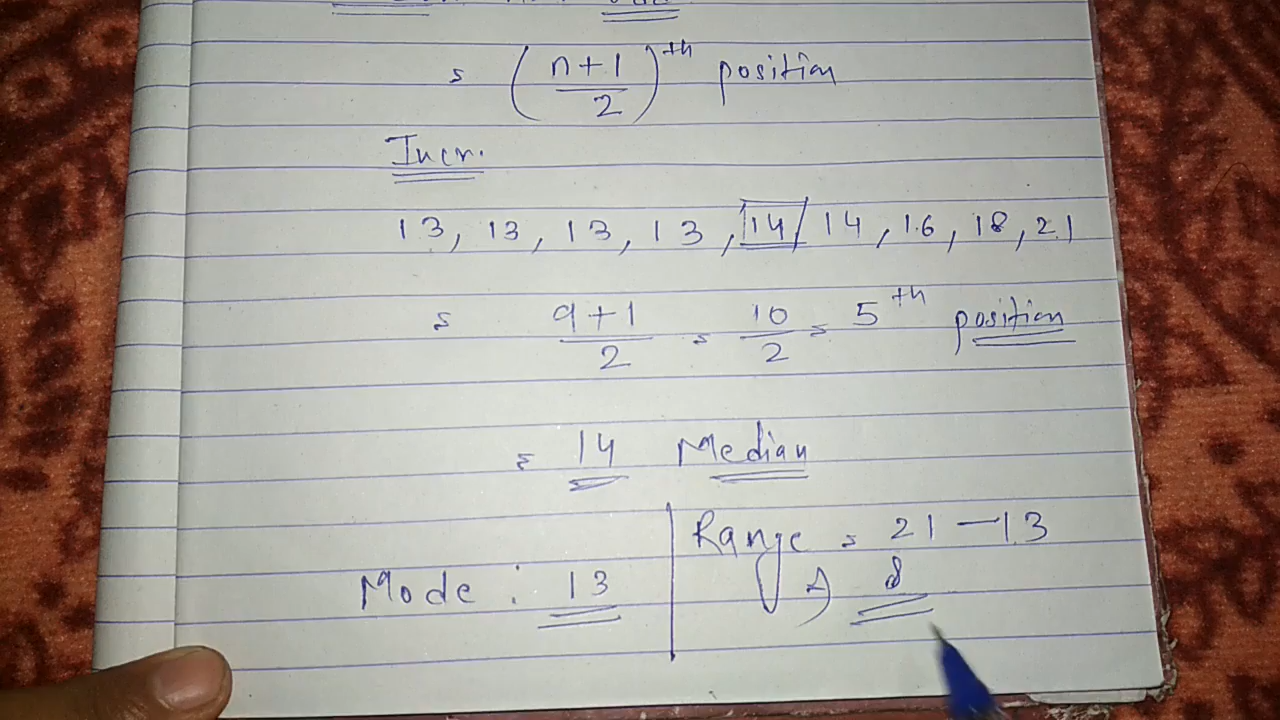 = (n+1/2)th position
Incr.
13, 13, 13, 13, 14/ 14, 16, 18, 21
= 9+1/2 = 10/2 = 5th position
= 14 Median
Mode : 13
Range = 21 — 13
⇒ 8